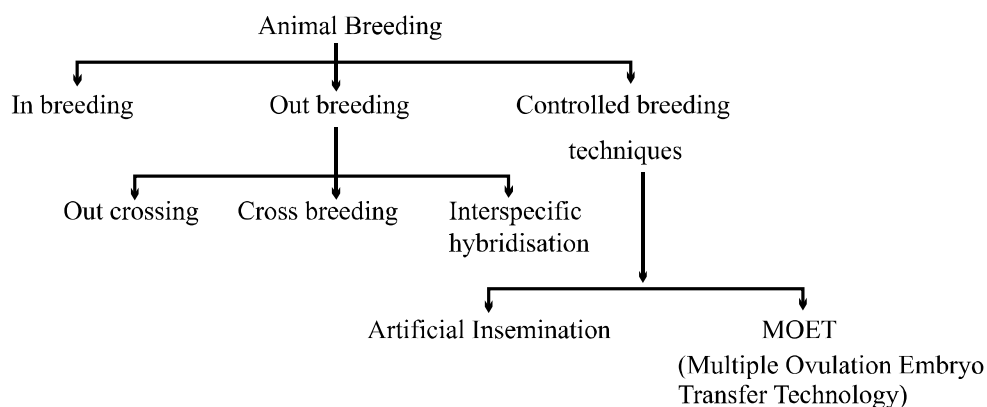 Animal Breeding
In breeding
Out breeding
Controlled breeding
techniques
Out crossing
Cross breeding
Interspecific
hybridisation
Artificial Insemination
MOET
(Multiple Ovulation Embryo
Transfer Technology)